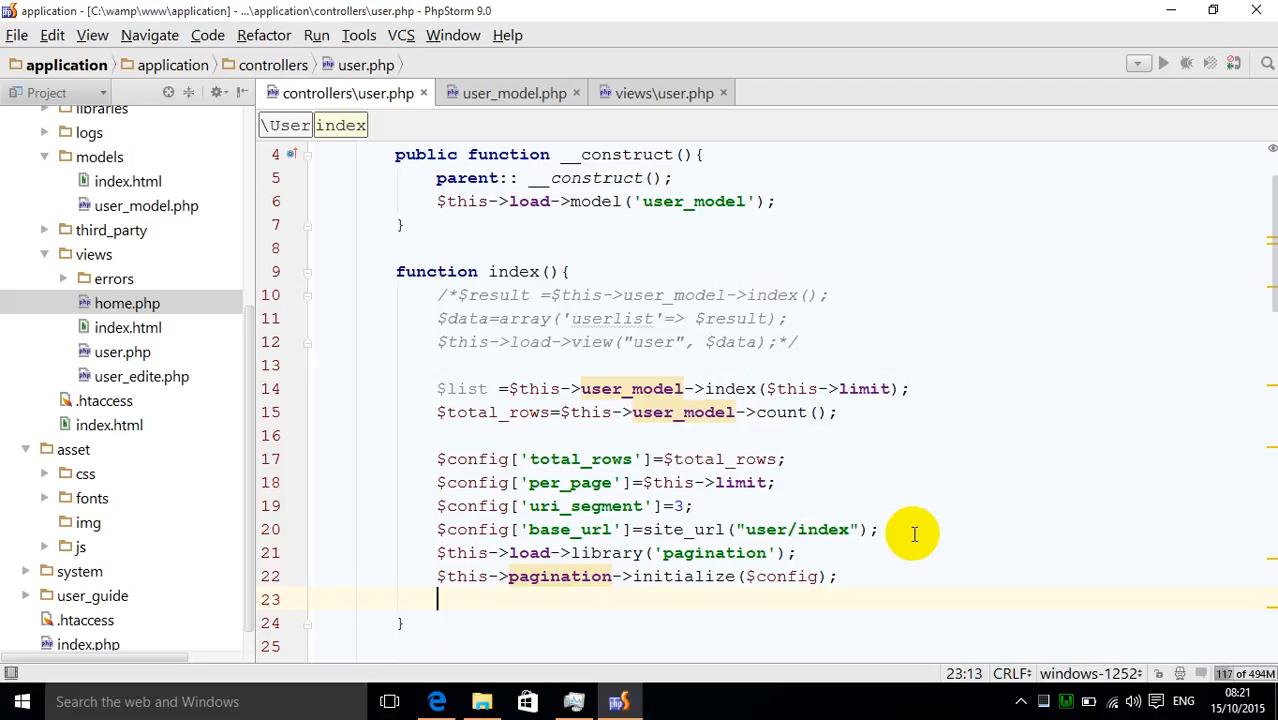 application - [C:\wamp\www\application] - ...\application\controllers\user.php - PhpStorm 9.0
File Edit View Navigate Code Refactor Run Tools VCS Window Help
application application controllers user.php
Project controllers\user.php user_model.php views\user.php
\User index
libraries
logs
models
index.html
user_model.php
third_party
views
errors
home.php
index.html
user.php
user_edite.php
.htaccess
index.html
asset
css
fonts
img
js
system
user_guide
.htaccess
index.php
4 public function __construct(){
5 parent:: __construct();
6 $this->load->model('user_model');
7 }
8
9 function index(){
10 /*$result =$this->user_model->index();
11 $data=array('userlist'=> $result);
12 $this->load->view("user", $data);*/
13
14 $list =$this->user_model->index($this->limit);
15 $total_rows=$this->user_model->count();
16
17 $config['total_rows']=$total_rows;
18 $config['per_page']=$this->limit;
19 $config['uri_segment']=3;
20 $config['base_url']=site_url("user/index");
21 $this->load->library('pagination');
22 $this->pagination->initialize($config);
23
24 }
25
23:13 CRLF windows-1252 117 of 494M
Search the web and Windows
ENG
08:21
15/10/2015